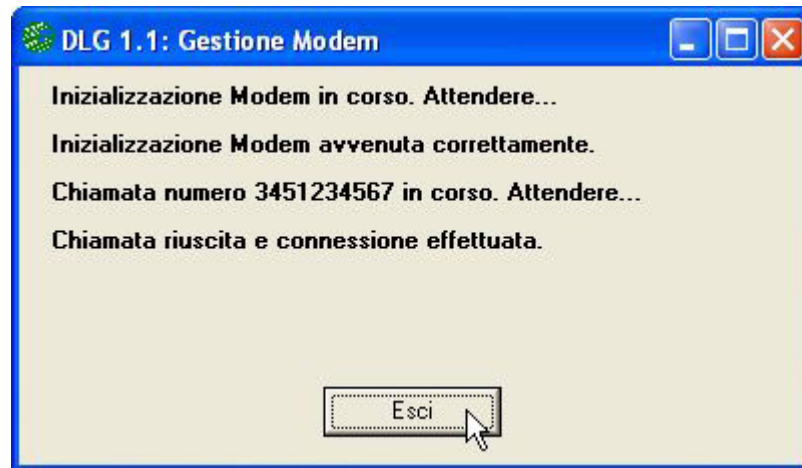 DLG 1.1: Gestione Modem
Inizializzazione Modem in corso. Attendere...
Inizializzazione Modem avvenuta correttamente.
Chiamata numero 3451234567 in corso. Attendere...
Chiamata riuscita e connessione effettuata.
Esci